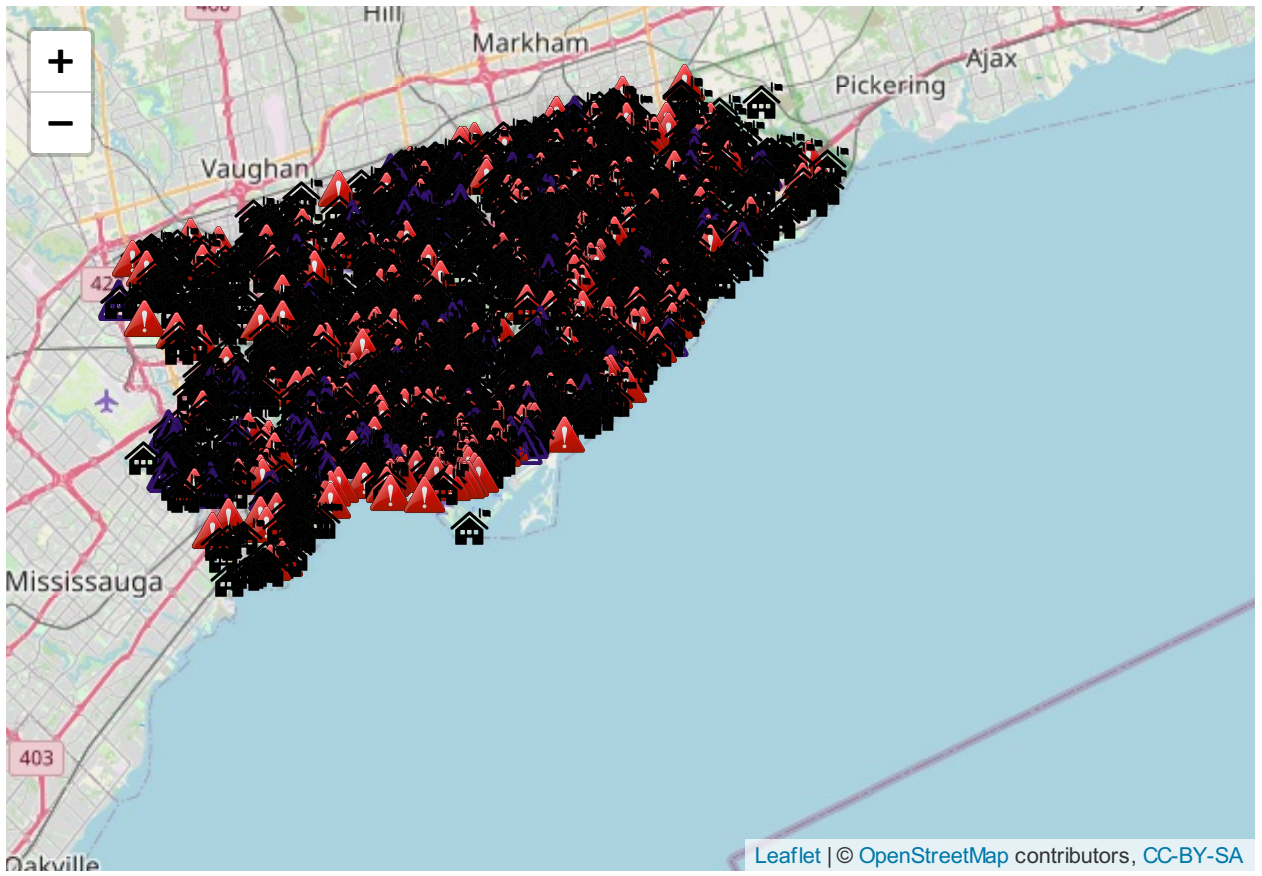 Hill
Markham
Ajax
Pickering
+
−
Vaughan
Mississauga
403
Leaflet | © OpenStreetMap contributors, CC-BY-SA
Oakville